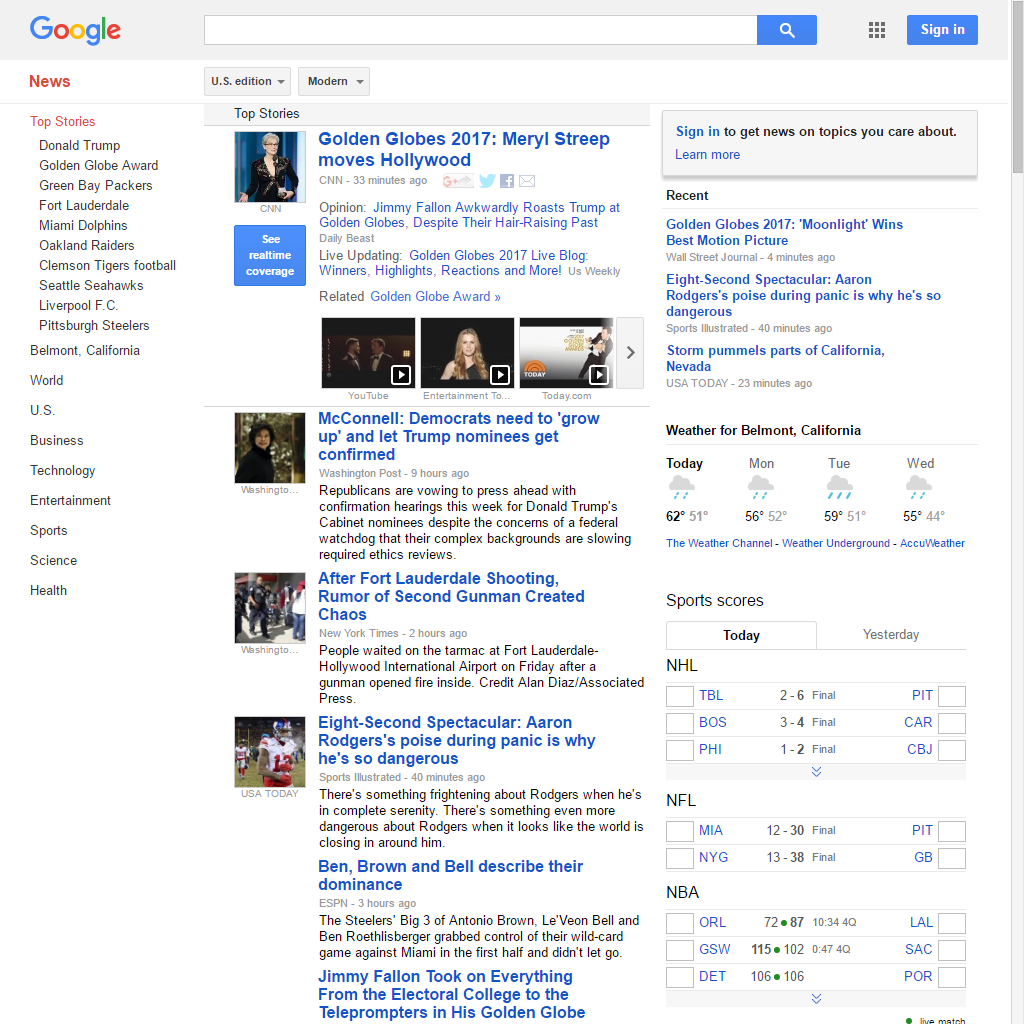 Google
Sign in
News
U.S. edition
Modern
Top Stories
Donald Trump
Golden Globe Award
Green Bay Packers
Fort Lauderdale
Miami Dolphins
Oakland Raiders
Clemson Tigers football
Seattle Seahawks
Liverpool F.C.
Pittsburgh Steelers
Belmont, California
World
U.S.
Business
Technology
Entertainment
Sports
Science
Health
Top Stories
CNN
See
realtime
coverage
Golden Globes 2017: Meryl Streep
moves Hollywood
CNN - 33 minutes ago
G+
Opinion: Jimmy Fallon Awkwardly Roasts Trump at
Golden Globes, Despite Their Hair-Raising Past
Daily Beast
Live Updating: Golden Globes 2017 Live Blog:
Winners, Highlights, Reactions and More! Us Weekly
Related Golden Globe Award »
TODAY
YouTube
Entertainment To...
Today.com
Washingto...
McConnell: Democrats need to 'grow
up' and let Trump nominees get
confirmed
Washington Post - 9 hours ago
Republicans are vowing to press ahead with
confirmation hearings this week for Donald Trump's
Cabinet nominees despite the concerns of a federal
watchdog that their complex backgrounds are slowing
required ethics reviews.
Washingto...
After Fort Lauderdale Shooting,
Rumor of Second Gunman Created
Chaos
New York Times - 2 hours ago
People waited on the tarmac at Fort Lauderdale-
Hollywood International Airport on Friday after a
gunman opened fire inside. Credit Alan Diaz/Associated
Press.
USA TODAY
Eight-Second Spectacular: Aaron
Rodgers's poise during panic is why
he's so dangerous
Sports Illustrated - 40 minutes ago
There's something frightening about Rodgers when he's
in complete serenity. There's something even more
dangerous about Rodgers when it looks like the world is
closing in around him.
Ben, Brown and Bell describe their
dominance
ESPN - 3 hours ago
The Steelers' Big 3 of Antonio Brown, Le'Veon Bell and
Ben Roethlisberger grabbed control of their wild-card
game against Miami in the first half and didn't let go.
Jimmy Fallon Took on Everything
From the Electoral College to the
Teleprompters in His Golden Globe
Sign in to get news on topics you care about.
Learn more
Recent
Golden Globes 2017: 'Moonlight' Wins
Best Motion Picture
Wall Street Journal - 4 minutes ago
Eight-Second Spectacular: Aaron
Rodgers's poise during panic is why he's so
dangerous
Sports Illustrated - 40 minutes ago
Storm pummels parts of California,
Nevada
USA TODAY - 23 minutes ago
Weather for Belmont, California
Today Mon Tue Wed
62° 51° 56° 52° 59° 51° 55° 44°
The Weather Channel - Weather Underground - AccuWeather
Sports scores
Today Yesterday
NHL
TBL 2 - 6 Final PIT
BOS 3 - 4 Final CAR
PHI 1 - 2 Final CBJ
NFL
MIA 12 - 30 Final PIT
NYG 13 - 38 Final GB
NBA
ORL 72 87 10:34 4Q LAL
GSW 115 102 0:47 4Q SAC
DET 106 106 POR
live match